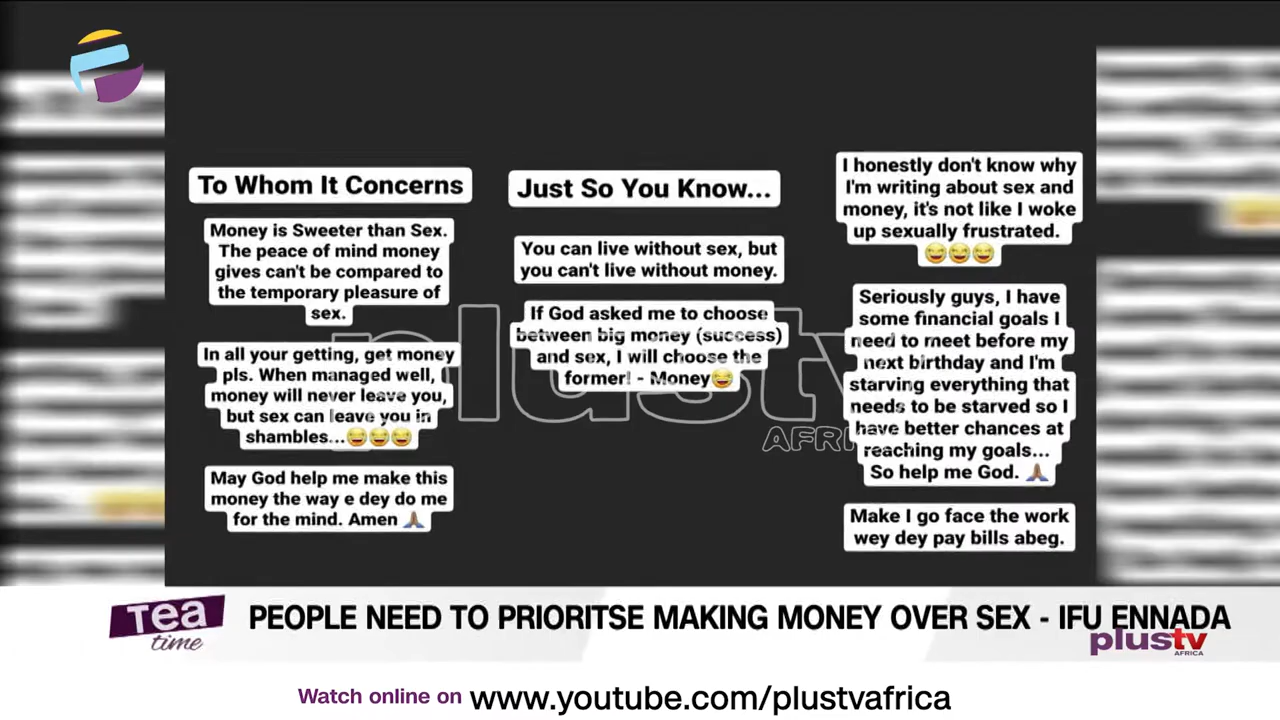 To Whom It Concerns
Money is Sweeter than Sex.
The peace of mind money
gives can't be compared to
the temporary pleasure of
sex.
In all your getting, get money
pls. When managed well,
money will never leave you,
but sex can leave you in
shambles...😂😂😂
May God help me make this
money the way e dey do me
for the mind. Amen 🙏🏾
Just So You Know...
You can live without sex, but
you can't live without money.
If God asked me to choose
between big money (success)
and sex, I will choose the
former! - Money😂
I honestly don't know why
I'm writing about sex and
money, it's not like I woke
up sexually frustrated.
😂😂😂
Seriously guys, I have
some financial goals I
need to meet before my
next birthday and I'm
starving everything that
needs to be starved so I
have better chances at
reaching my goals...
So help me God. 🙏🏾
Make I go face the work
wey dey pay bills abeg.
plustv
AFRI
Tea
time
PEOPLE NEED TO PRIORITSE MAKING MONEY OVER SEX - IFU ENNADA
plustv
AFRICA
Watch online on www.youtube.com/plustvafrica